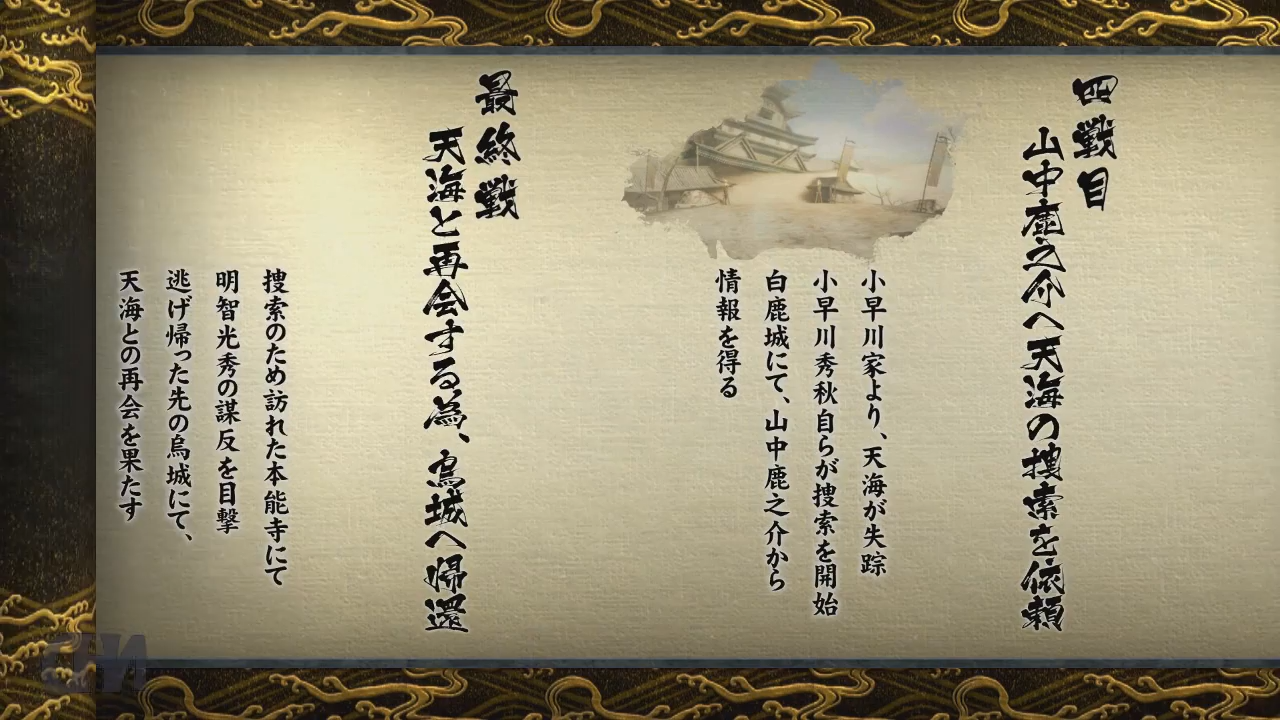 四戦目
山中鹿之介へ天海の捜索を依頼
小早川家より、天海が失踪
小早川秀秋自らが捜索を開始
白鹿城にて、山中鹿之介から
情報を得る
最終戦
天海と再会する為、烏城へ帰還
捜索のため訪れた本能寺にて
明智光秀の謀反を目撃
逃げ帰った先の烏城にて、
天海との再会を果たす